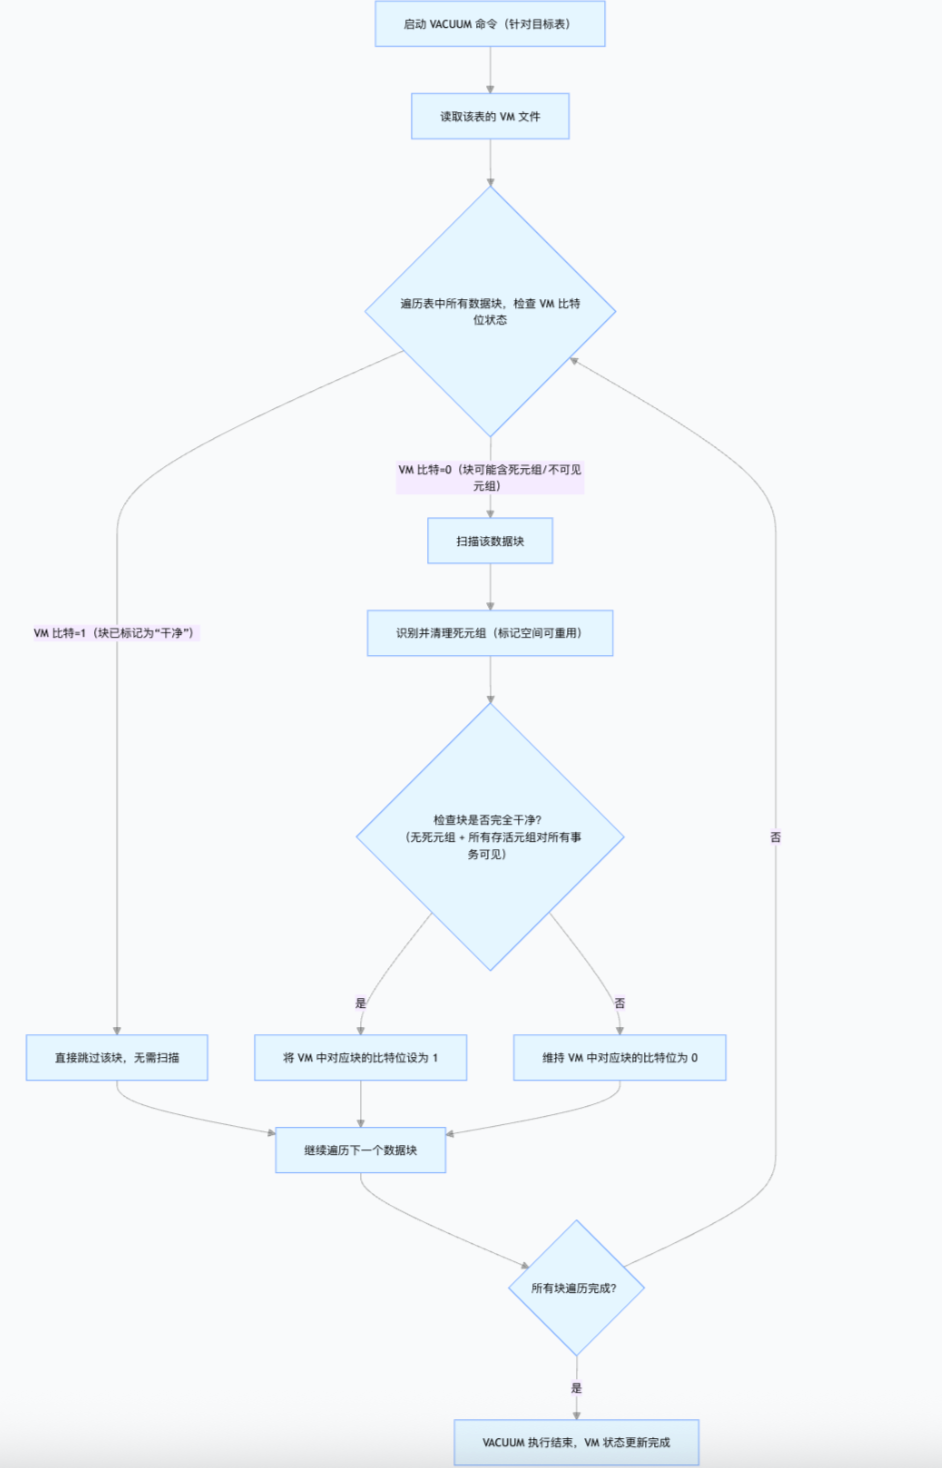 启动 VACUUM 命令（针对目标表）
读取该表的 VM 文件
遍历表中所有数据块，检查 VM 比特
位状态
VM 比特=0（块可能含死元组/不可见
元组）
扫描该数据块
识别并清理死元组（标记空间可重用）
VM 比特=1（块已标记为“干净”）
检查块是否完全干净？
（无死元组 + 所有存活元组对所有事
务可见）
否
是
否
直接跳过该块，无需扫描
将 VM 中对应块的比特位设为 1
维持 VM 中对应块的比特位为 0
继续遍历下一个数据块
所有块遍历完成？
是
VACUUM 执行结束，VM 状态更新完成